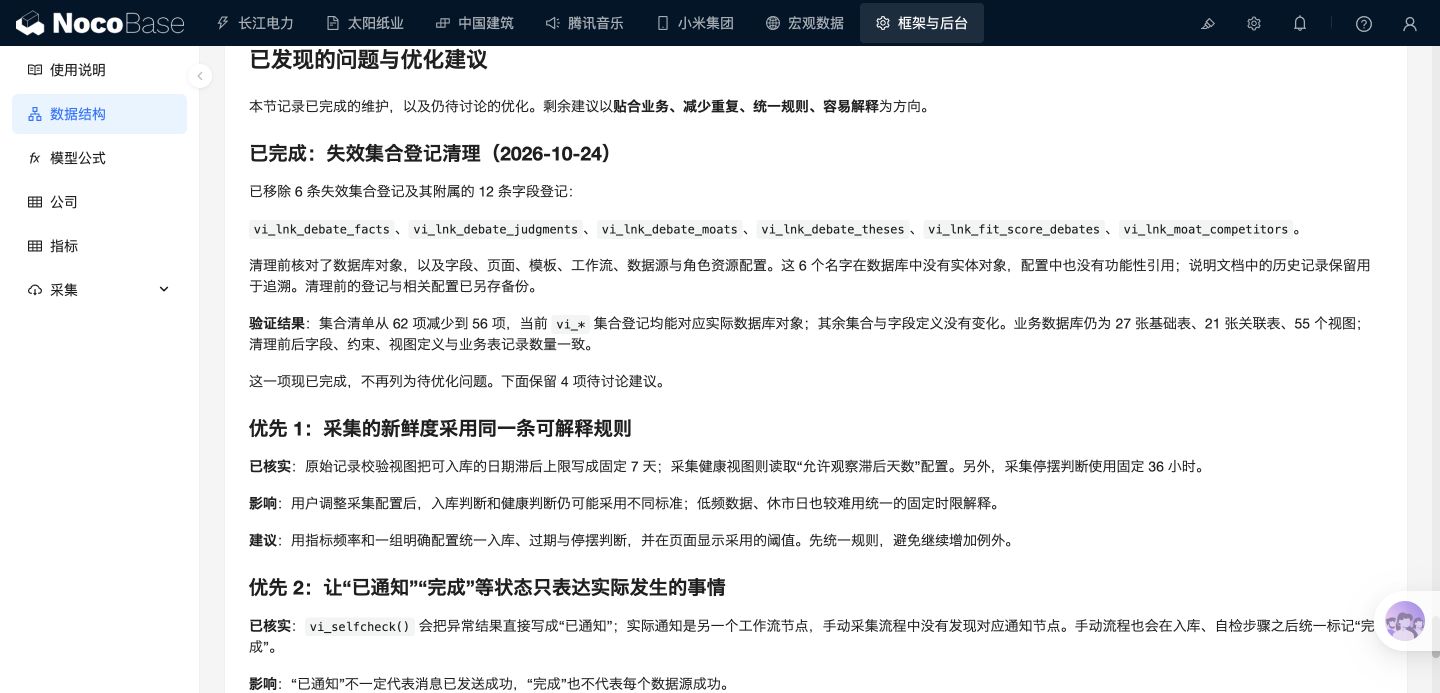 NocoBase 长江电力 太阳纸业 中国建筑 腾讯音乐 小米集团 宏观数据 框架与后台
使用说明
数据结构
模型公式
公司
指标
采集
已发现的问题与优化建议
本节记录已完成的维护，以及仍待讨论的优化。剩余建议以贴合业务、减少重复、统一规则、容易解释为方向。
已完成：失效集合登记清理（2026-10-24）
已移除 6 条失效集合登记及其附属的 12 条字段登记：
vi_lnk_debate_facts、vi_lnk_debate_judgments、vi_lnk_debate_moats、vi_lnk_debate_theses、vi_lnk_fit_score_debates、vi_lnk_moat_competitors。
清理前核对了数据库对象，以及字段、页面、模板、工作流、数据源与角色资源配置。这 6 个名字在数据库中没有实体对象，配置中也没有功能性引用；说明文档中的历史记录保留用
于追溯。清理前的登记与相关配置已另存备份。
验证结果：集合清单从 62 项减少到 56 项，当前 vi_* 集合登记均能对应实际数据库对象；其余集合与字段定义没有变化。业务数据库仍为 27 张基础表、21 张关联表、55 个视图；
清理前后字段、约束、视图定义与业务表记录数量一致。
这一项现已完成，不再列为待优化问题。下面保留 4 项待讨论建议。
优先 1：采集的新鲜度采用同一条可解释规则
已核实：原始记录校验视图把可入库的日期滞后上限写成固定 7 天；采集健康视图则读取“允许观察滞后天数”配置。另外，采集停摆判断使用固定 36 小时。
影响：用户调整采集配置后，入库判断和健康判断仍可能采用不同标准；低频数据、休市日也较难用统一的固定时限解释。
建议：用指标频率和一组明确配置统一入库、过期与停摆判断，并在页面显示采用的阈值。先统一规则，避免继续增加例外。
优先 2：让“已通知”“完成”等状态只表达实际发生的事情
已核实：vi_selfcheck() 会把异常结果直接写成“已通知”；实际通知是另一个工作流节点，手动采集流程中没有发现对应通知节点。手动流程也会在入库、自检步骤之后统一标记“完
成”。
影响：“已通知”不一定代表消息已发送成功，“完成”也不代表每个数据源成功。